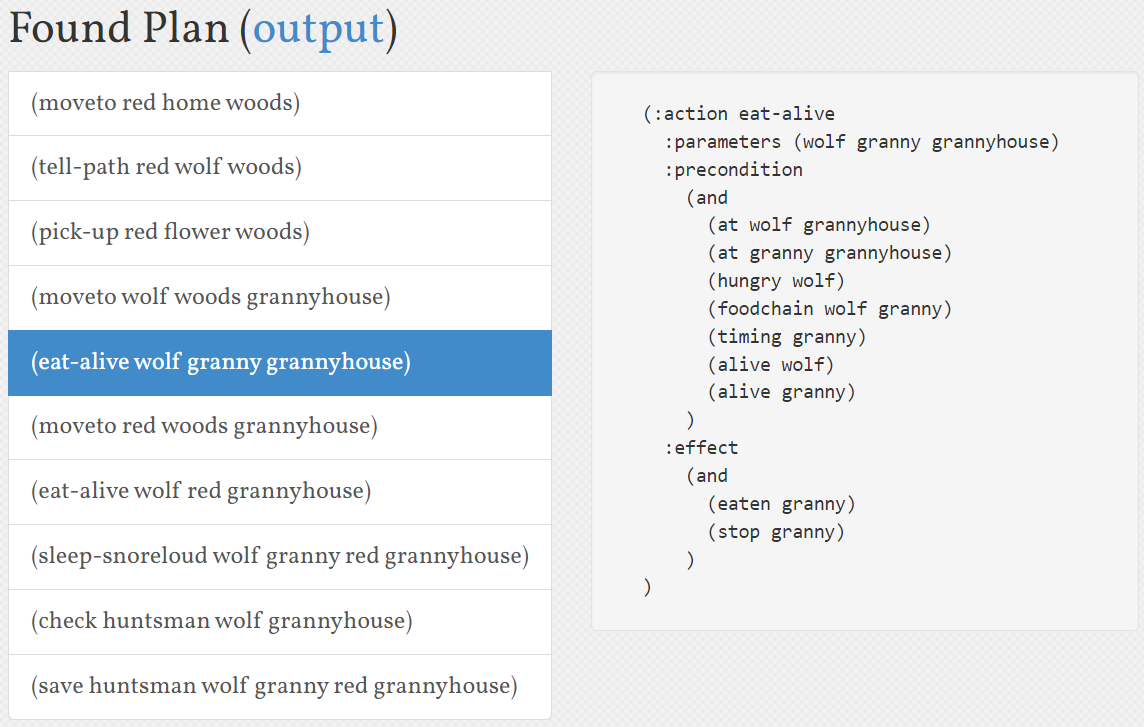 Found Plan (output)
(moveto red home woods)
(tell-path red wolf woods)
(pick-up red flower woods)
(moveto wolf woods grannyhouse)
(eat-alive wolf granny grannyhouse)
(moveto red woods grannyhouse)
(eat-alive wolf red grannyhouse)
(sleep-snoreloud wolf granny red grannyhouse)
(check huntsman wolf grannyhouse)
(save huntsman wolf granny red grannyhouse)
(:action eat-alive
:parameters (wolf granny grannyhouse)
:precondition
(and
(at wolf grannyhouse)
(at granny grannyhouse)
(hungry wolf)
(foodchain wolf granny)
(timing granny)
(alive wolf)
(alive granny)
)
:effect
(and
(eaten granny)
(stop granny)
)
)